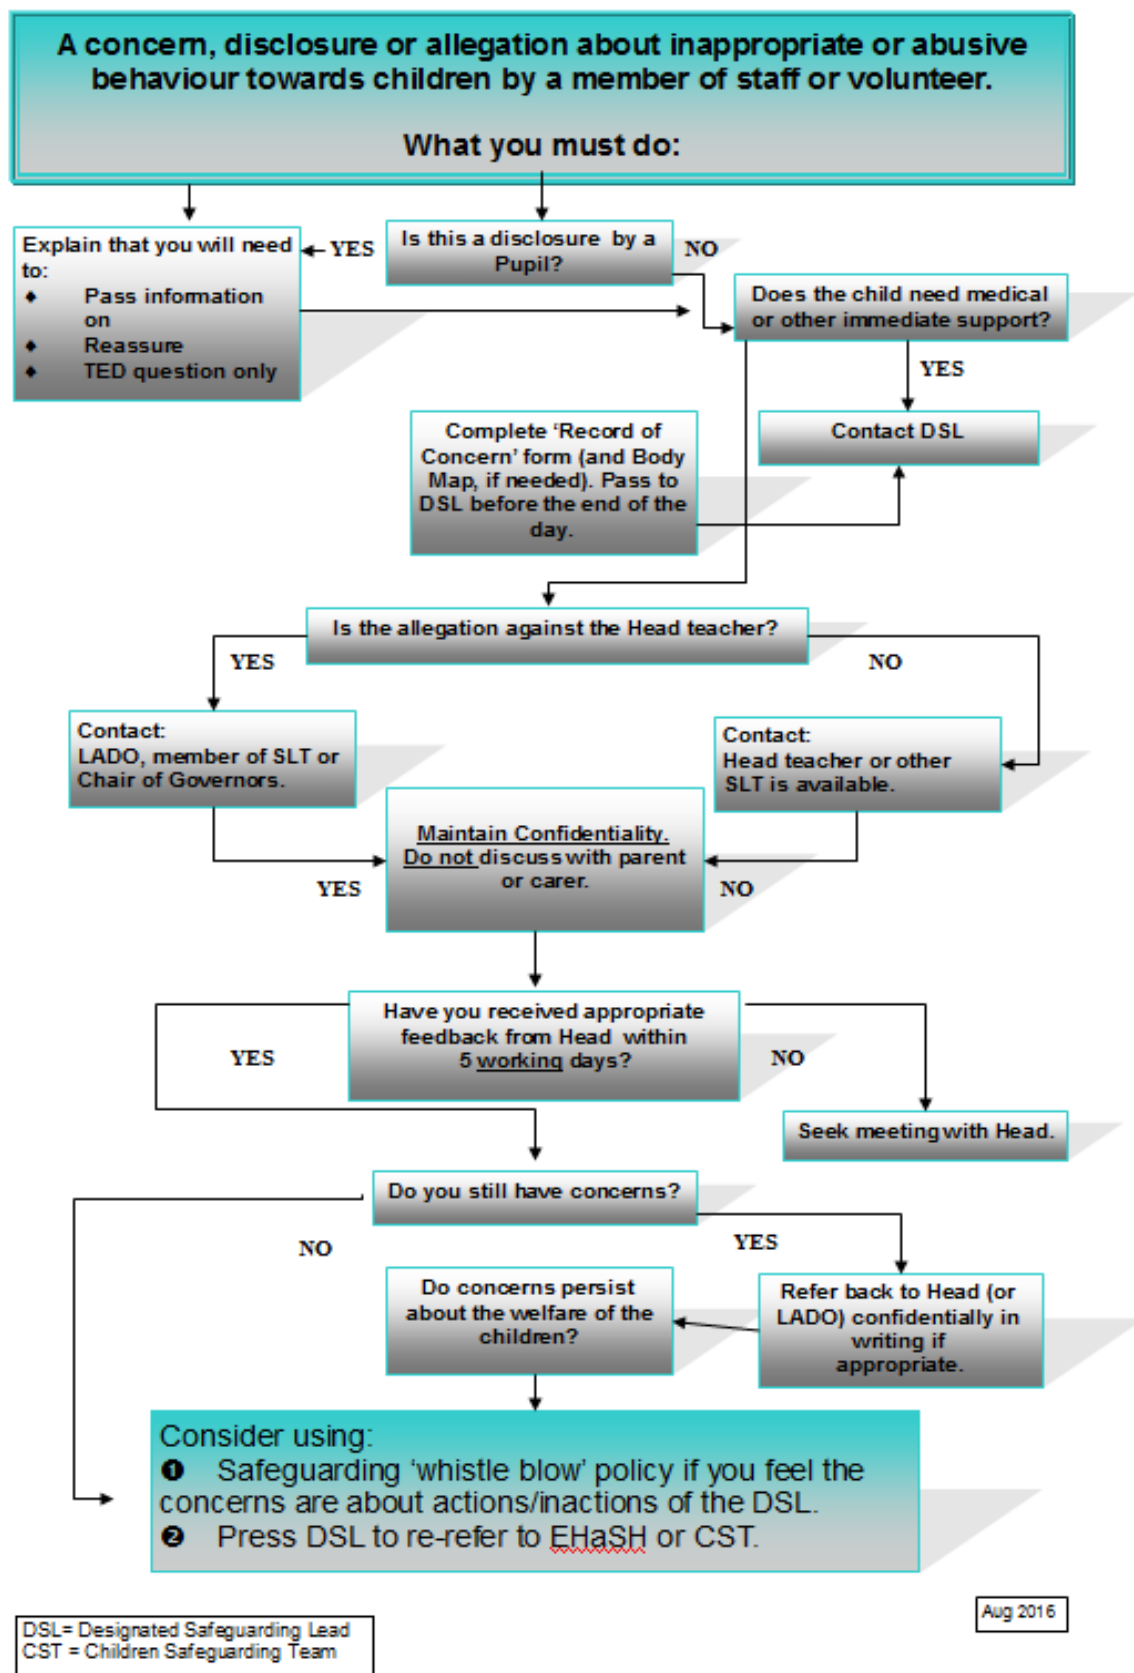 A concern, disclosure or allegation about inappropriate or abusive
behaviour towards children by a member of staff or volunteer.
What you must do:
Explain that you will need
to:
♦ Pass information
on
♦ Reassure
♦ TED question only
YES
Is this a disclosure by a
Pupil?
NO
Does the child need medical
or other immediate support?
YES
Complete ‘Record of
Concern’ form (and Body
Map, if needed). Pass to
DSL before the end of the
day.
Contact DSL
Is the allegation against the Head teacher?
YES
NO
Contact:
LADO, member of SLT or
Chair of Governors.
Contact:
Head teacher or other
SLT is available.
Maintain Confidentiality.
Do not discuss with parent
or carer.
YES
NO
Have you received appropriate
feedback from Head within
5 working days?
YES
NO
Seek meeting with Head.
Do you still have concerns?
NO
YES
Do concerns persist
about the welfare of the
children?
Refer back to Head (or
LADO) confidentially in
writing if
appropriate.
Consider using:
❶ Safeguarding ‘whistle blow’ policy if you feel the
concerns are about actions/inactions of the DSL.
❷ Press DSL to re-refer to EHaSH or CST.
Aug 2016
DSL= Designated Safeguarding Lead
CST = Children Safeguarding Team